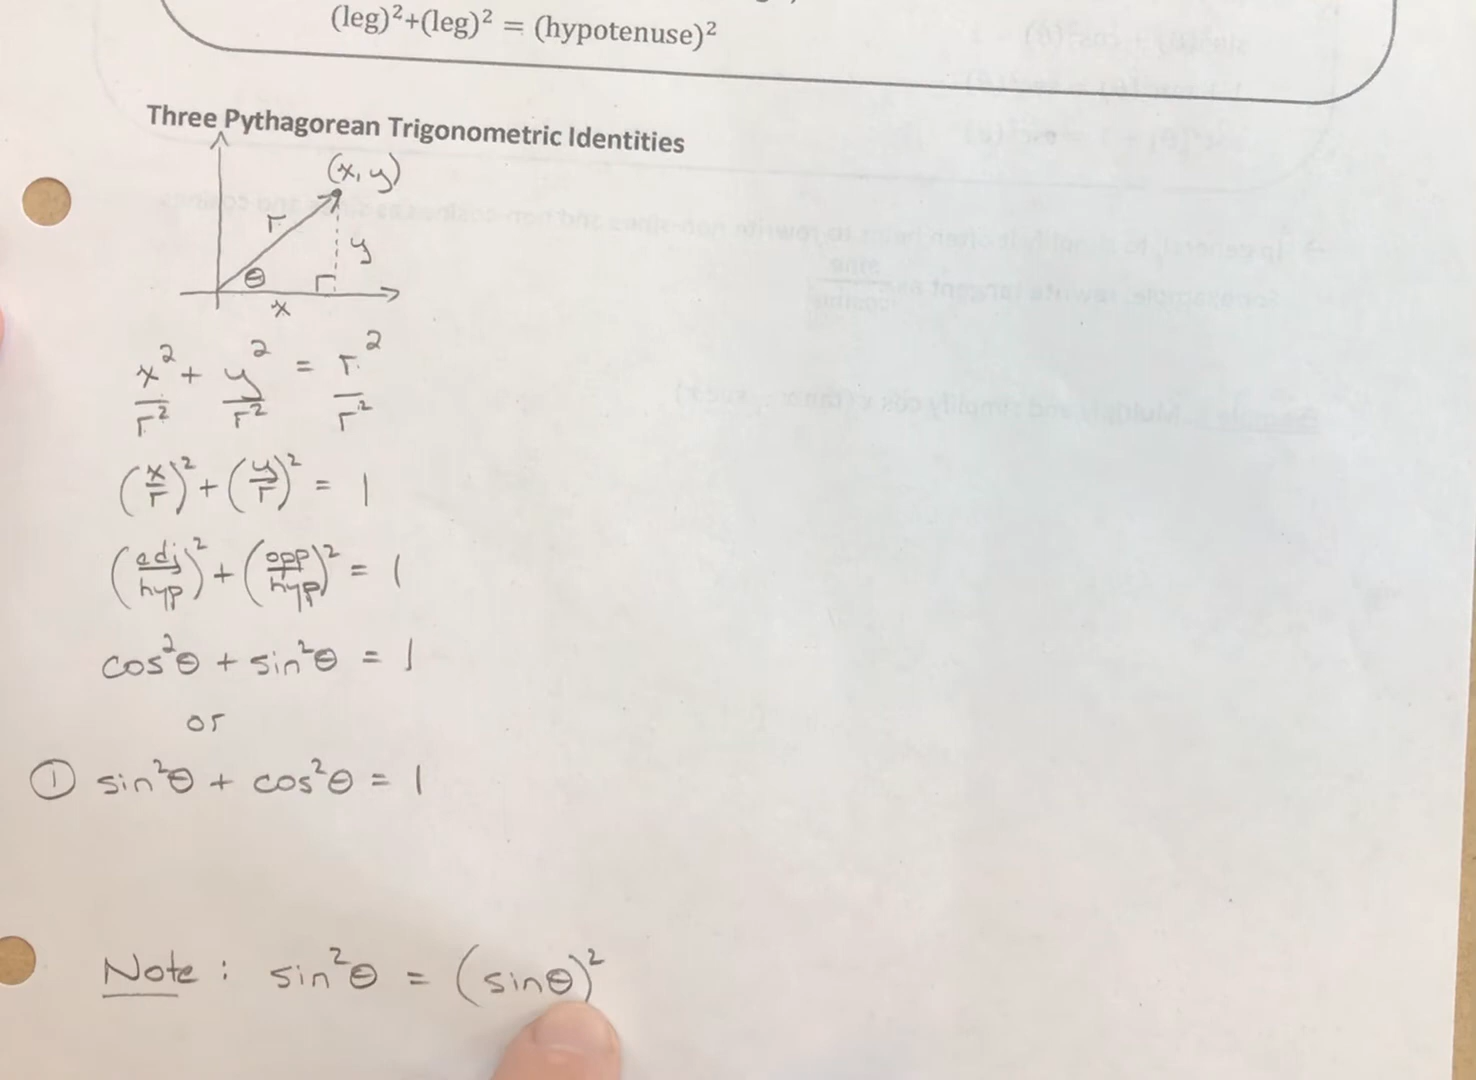 (leg)²+(leg)² = (hypotenuse)²
Three Pythagorean Trigonometric Identities
(x, y)
r
y
θ
x
x²/r² + y²/r² = r²/r²
(x/r)² + (y/r)² = 1
(adj/hyp)² + (opp/hyp)² = 1
cos²θ + sin²θ = 1
or
① sin²θ + cos²θ = 1
Note : sin²θ = (sinθ)²